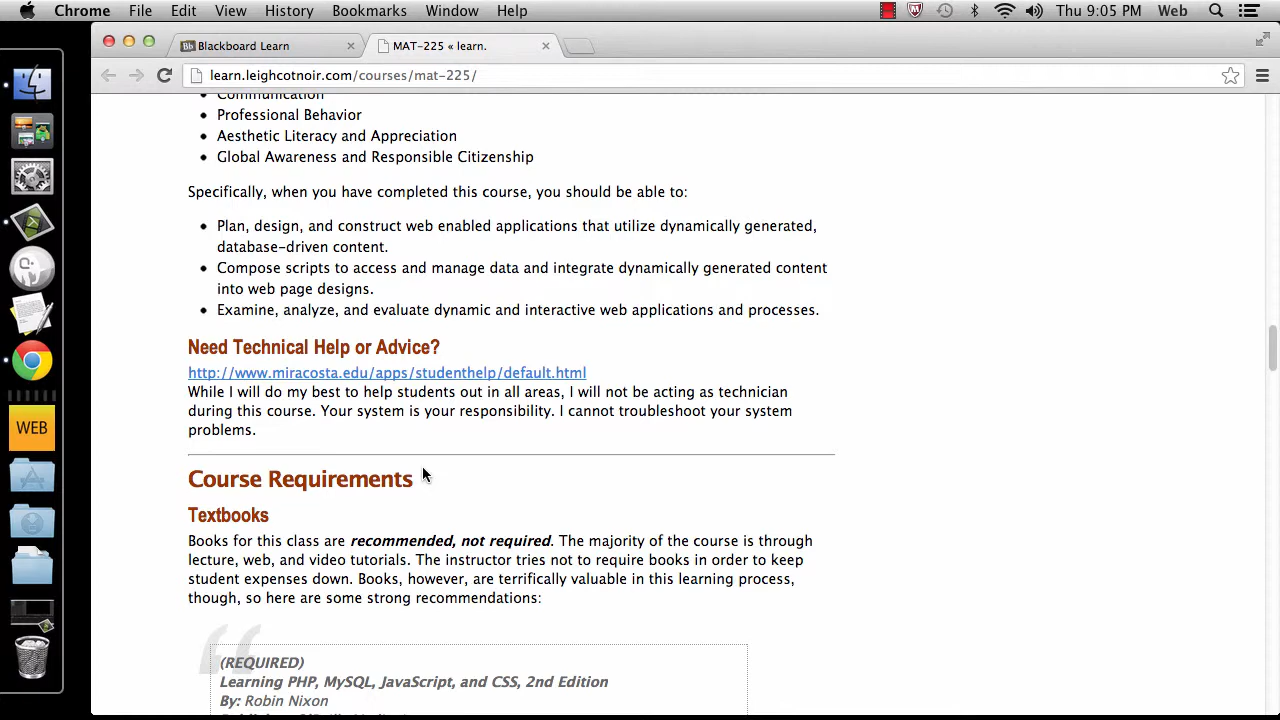 Chrome File Edit View History Bookmarks Window Help Thu 9:05 PM Web
Blackboard Learn
MAT-225 « learn.
learn.leighcotnoir.com/courses/mat-225/
Communication
Professional Behavior
Aesthetic Literacy and Appreciation
Global Awareness and Responsible Citizenship
Specifically, when you have completed this course, you should be able to:
Plan, design, and construct web enabled applications that utilize dynamically generated,
database-driven content.
Compose scripts to access and manage data and integrate dynamically generated content
into web page designs.
Examine, analyze, and evaluate dynamic and interactive web applications and processes.
Need Technical Help or Advice?
http://www.miracosta.edu/apps/studenthelp/default.html
While I will do my best to help students out in all areas, I will not be acting as technician
during this course. Your system is your responsibility. I cannot troubleshoot your system
problems.
WEB
Course Requirements
Textbooks
Books for this class are recommended, not required. The majority of the course is through
lecture, web, and video tutorials. The instructor tries not to require books in order to keep
student expenses down. Books, however, are terrifically valuable in this learning process,
though, so here are some strong recommendations:
(REQUIRED)
Learning PHP, MySQL, JavaScript, and CSS, 2nd Edition
By: Robin Nixon